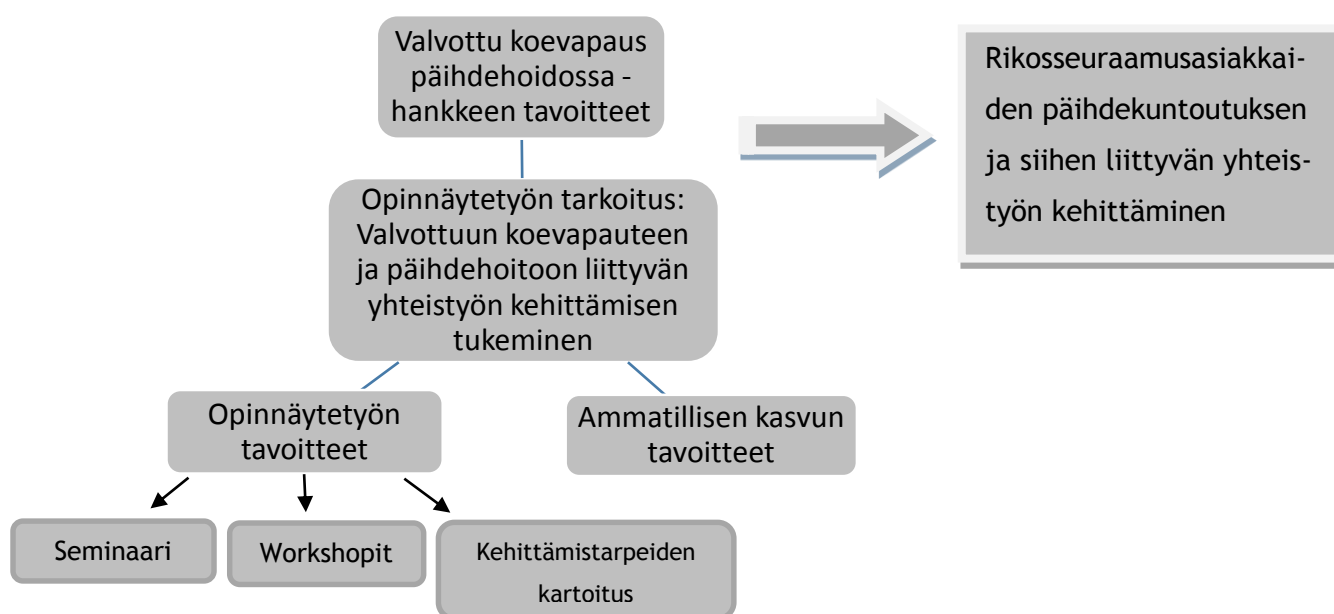 Valvottu koevapaus
päihdehoidossa -
hankkeen tavoitteet
Rikosseuraamusasiakkai-
den päihdekuntoutuksen
ja siihen liittyvän yhteis-
työn kehittäminen
Opinnäytetyön tarkoitus:
Valvottuun koevapauteen
ja päihdehoitoon liittyvän
yhteistyön kehittämisen
tukeminen
Opinnäytetyön
tavoitteet
Ammatillisen kasvun
tavoitteet
Seminaari
Workshopit
Kehittämistarpeiden
kartoitus